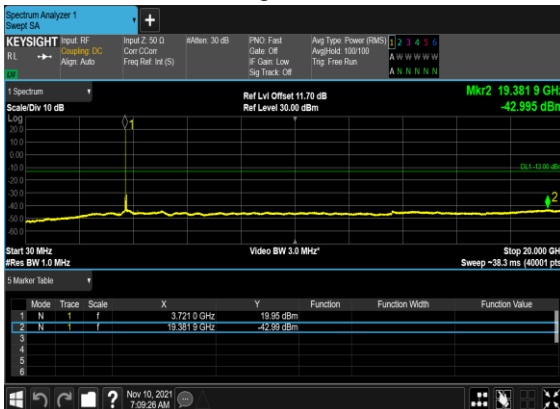 Spectrum Analyzer 1
Swept SA
+
KEYSIGHT Input: RF Input Z: 50 Ω #Atten: 30 dB PNO: Fast Avg Type: Power (RMS) 1 2 3 4 5 6
RL Coupling: DC Corr CCorr Gate: Off Avg|Hold: 100/100 A W W W W W
Align: Auto Freq Ref: Int (S) IF Gain: Low Trig: Free Run
Sig Track: Off A N N N N N
1 Spectrum Ref Lvl Offset 11.70 dB Mkr2 19.381 9 GHz
Scale/Div 10 dB Ref Level 30.00 dBm -42.995 dBm
Log
20.0
10.0
0.00
-10.0
DL1 -13.00 dBm
-20.0
-30.0
-40.0
-50.0
-60.0
1
2
Start 30 MHz Video BW 3.0 MHz* Stop 20.000 GHz
#Res BW 1.0 MHz Sweep ~38.3 ms (40001 pts)
5 Marker Table
Mode Trace Scale X Y Function Function Width Function Value
1 N 1 f 3.721 0 GHz 19.95 dBm
2 N 1 f 19.381 9 GHz -42.99 dBm
3
4
5
6
? Nov 10, 2021
7:09:26 AM